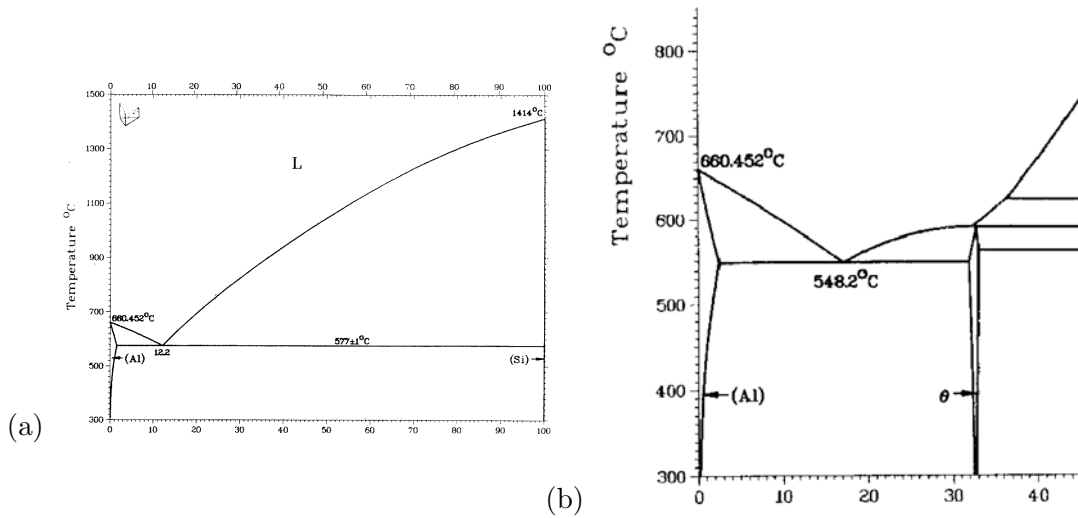 0 10 20 30 40 50 60 70 80 90 100
1500
1300
1100
900
700
500
300
Temperature °C
1414°C
L
660.452°C
12.2
577±1°C
(Al)
(Si)
0 10 20 30 40 50 60 70 80 90 100
(a)
800
700
600
500
400
300
Temperature °C
660.452°C
548.2°C
(Al)
θ
0 10 20 30 40
(b)